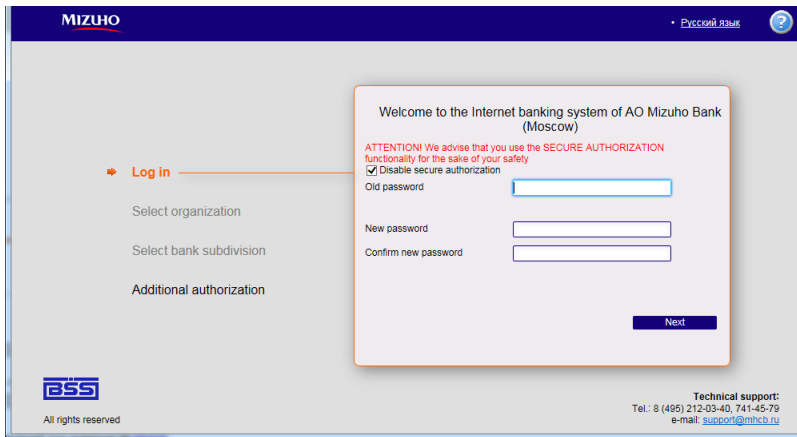 MIZUHO
• Русский язык
?
Welcome to the Internet banking system of AO Mizuho Bank
(Moscow)
ATTENTION! We advise that you use the SECURE AUTHORIZATION
functionality for the sake of your safety
Disable secure authorization
Old password
New password
Confirm new password
Next
Log in
Select organization
Select bank subdivision
Additional authorization
BSS
All rights reserved
Technical support:
Tel.: 8 (495) 212-03-40, 741-45-79
e-mail: support@mhcb.ru